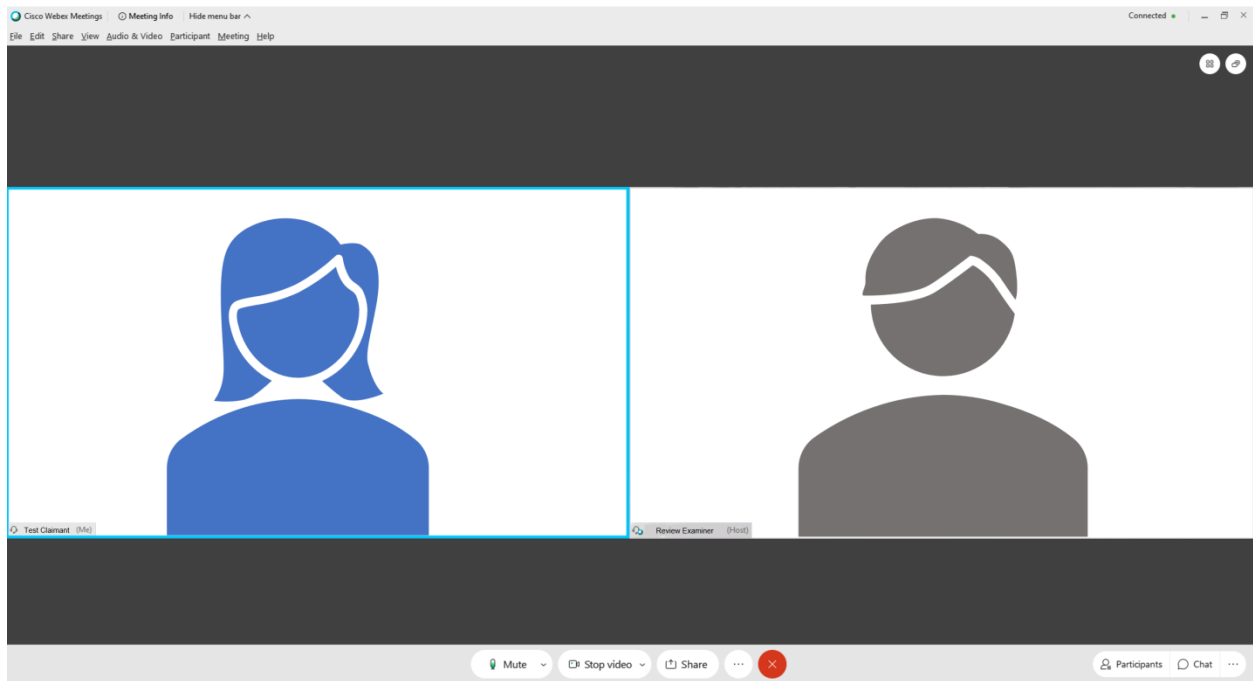 Cisco Webex Meetings Meeting Info Hide menu bar Connected
File Edit Share View Audio & Video Participant Meeting Help
Test Claimant (Me) Review Examiner (Host)
Mute Stop video Share Participants Chat